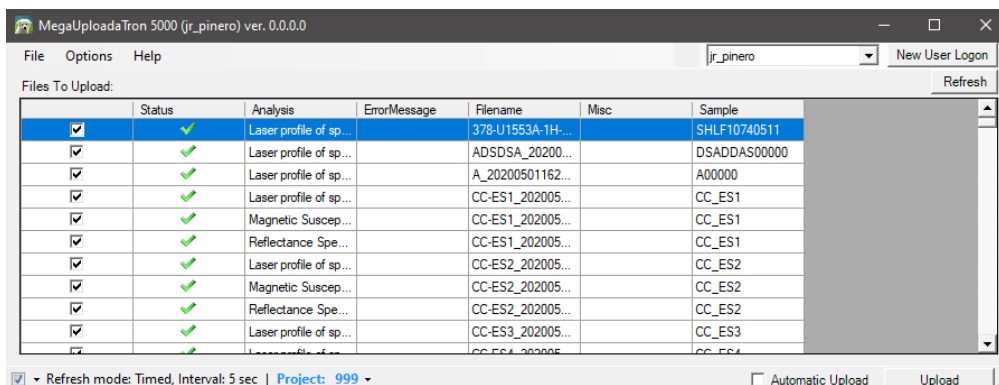 MegaUploadaTron 5000 (jr_pinero) ver. 0.0.0.0
File Options Help jr_pinero New User Logon
Files To Upload: Refresh
Status Analysis ErrorMessage Filename Misc Sample
Laser profile of sp... 378-U1553A-1H-... SHLF10740511
Laser profile of sp... ADSDSA_20200... DSADDAS00000
Laser profile of sp... A_20200501162... A00000
Laser profile of sp... CC-ES1_202005... CC_ES1
Magnetic Suscep... CC-ES1_202005... CC_ES1
Reflectance Spe... CC-ES1_202005... CC_ES1
Laser profile of sp... CC-ES2_202005... CC_ES2
Magnetic Suscep... CC-ES2_202005... CC_ES2
Reflectance Spe... CC-ES2_202005... CC_ES2
Laser profile of sp... CC-ES3_202005... CC_ES3
Refresh mode: Timed, Interval: 5 sec | Project: 999 Automatic Upload Upload